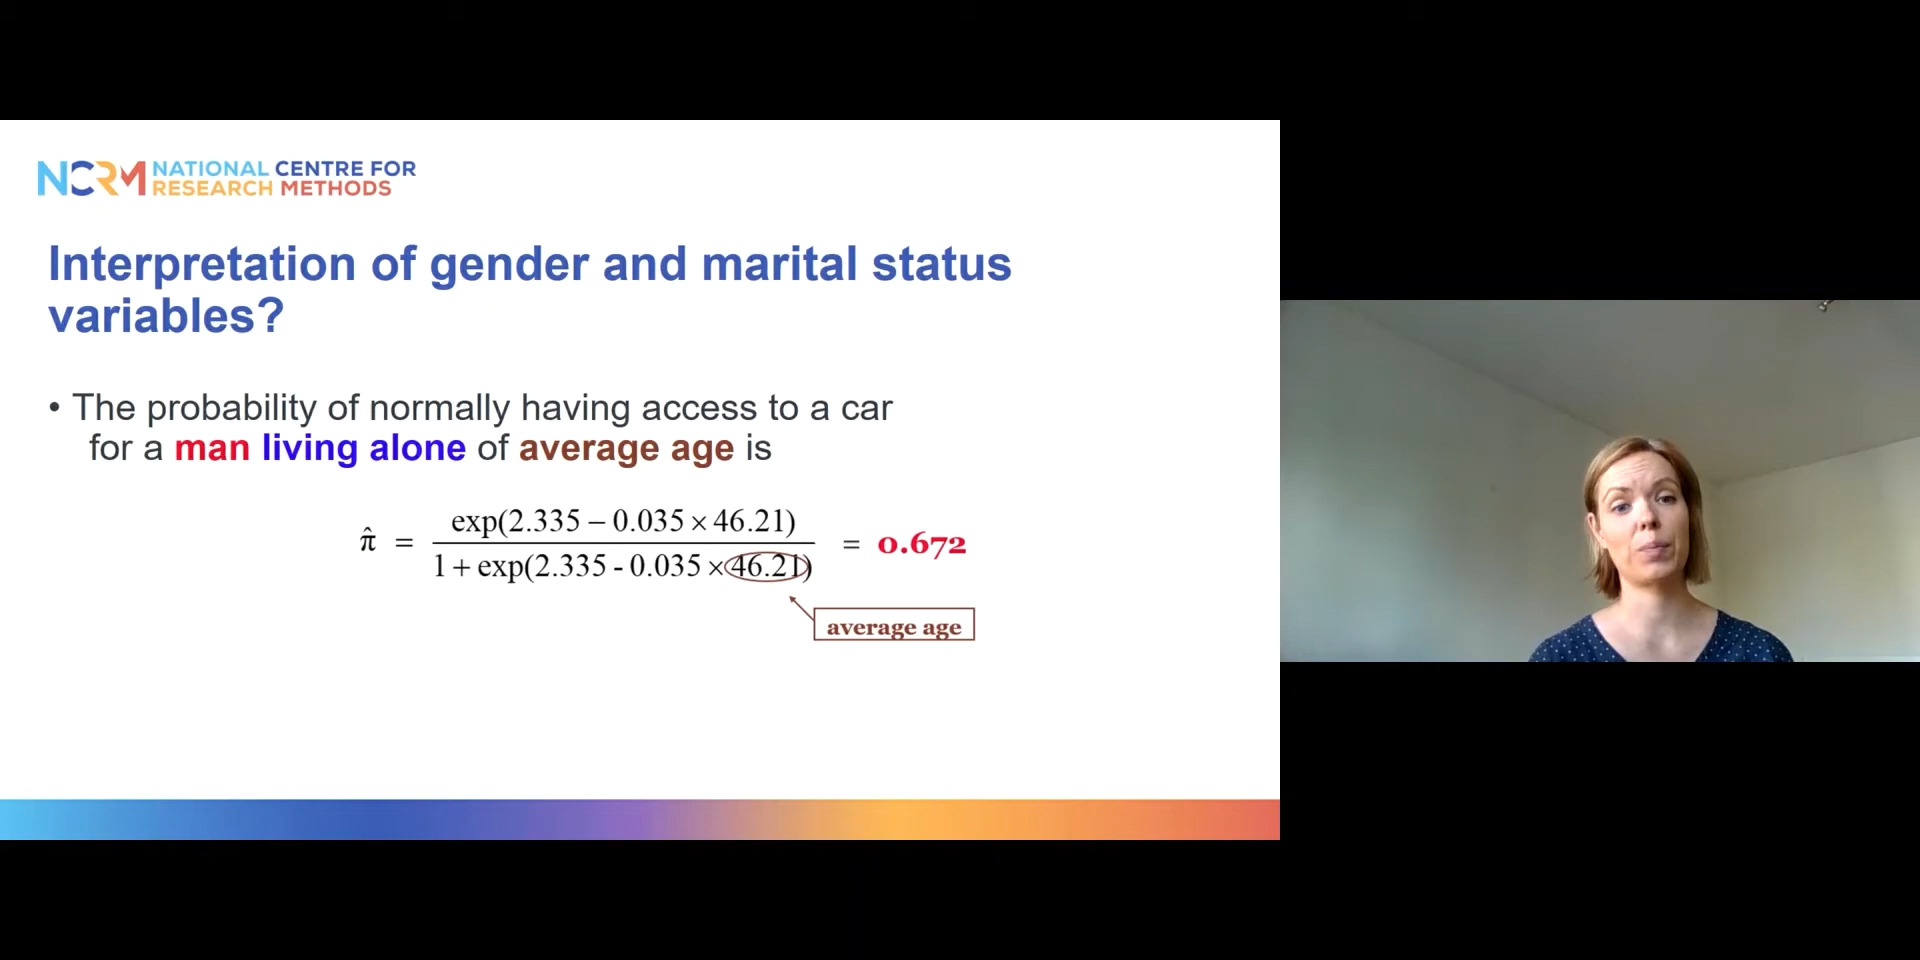 NCRM NATIONAL CENTRE FOR
RESEARCH METHODS
Interpretation of gender and marital status
variables?
• The probability of normally having access to a car
for a man living alone of average age is
π̂ = exp(2.335 – 0.035 × 46.21) / 1 + exp(2.335 - 0.035 × 46.21) = 0.672
average age